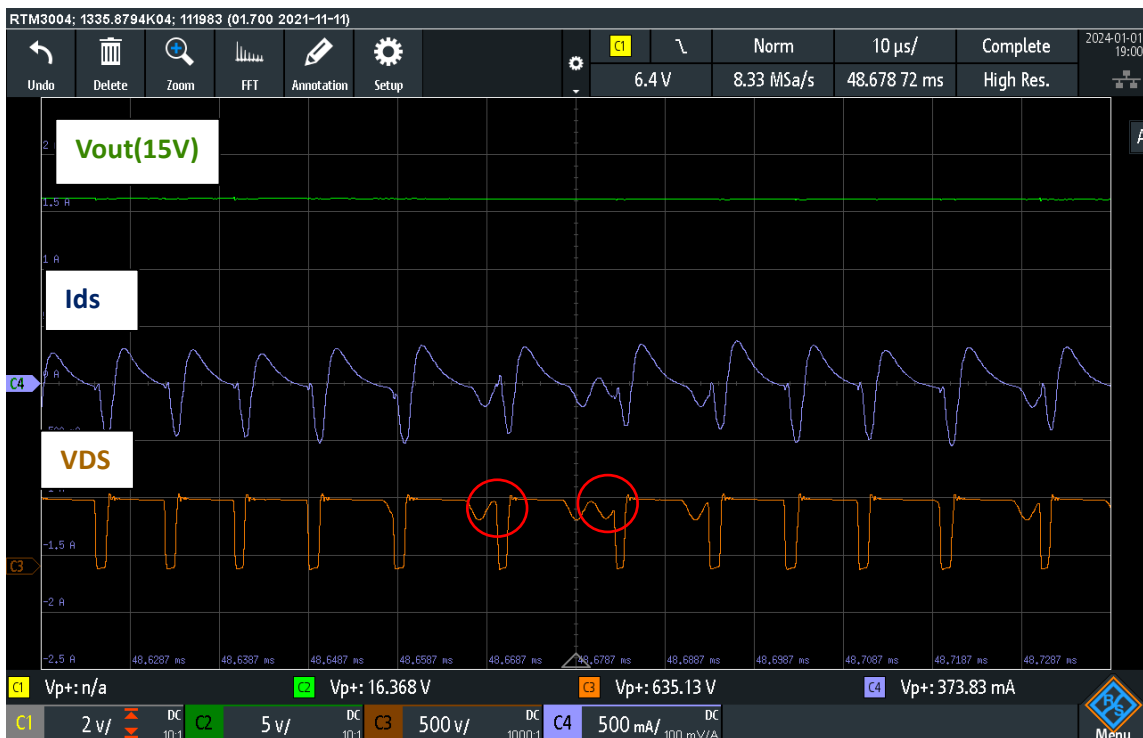 RTM3004; 1335.8794K04; 111983 (01.700 2021-11-11)
Undo
Delete
Zoom
FFT
Annotation
Setup
C1
Norm
10 µs/
Complete
6.4 V
8.33 MSa/s
48.678 72 ms
High Res.
2024-01-01
19:00
A
Vout(15V)
1.5 A
1 A
Ids
C4
VDS
C3
-1.5 A
-2 A
-2.5 A
48.6287 ms
48.6387 ms
48.6487 ms
48.6587 ms
48.6687 ms
48.6787 ms
48.6887 ms
48.6987 ms
48.7087 ms
48.7187 ms
48.7287 ms
C1 Vp+: n/a
C2 Vp+: 16.368 V
C3 Vp+: 635.13 V
C4 Vp+: 373.83 mA
C1 2 V/ DC 10:1
C2 5 V/ DC 10:1
C3 500 V/ DC 1000:1
C4 500 mA/ DC 100 mV/A
R/S
Menu